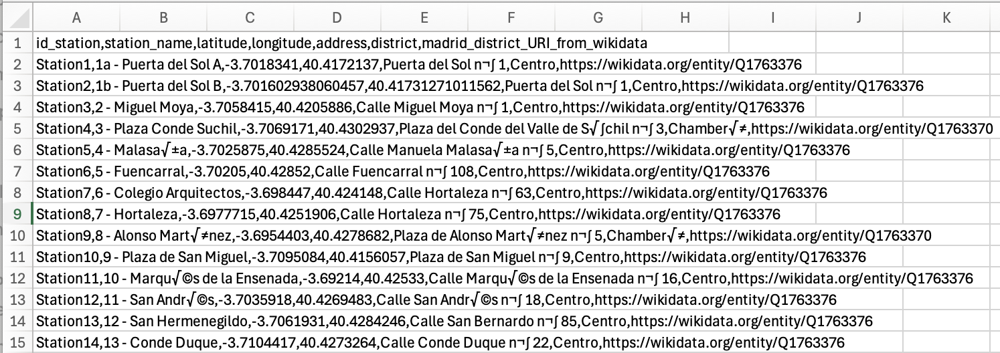 A B C D E F G H I J K
1 id_station,station_name,latitude,longitude,address,district,madrid_district_URI_from_wikidata
2 Station1,1a - Puerta del Sol A,-3.7018341,40.4172137,Puerta del Sol n¬∫ 1,Centro,https://wikidata.org/entity/Q1763376
3 Station2,1b - Puerta del Sol B,-3.701602938060457,40.41731271011562,Puerta del Sol n¬∫ 1,Centro,https://wikidata.org/entity/Q1763376
4 Station3,2 - Miguel Moya,-3.7058415,40.4205886,Calle Miguel Moya n¬∫ 1,Centro,https://wikidata.org/entity/Q1763376
5 Station4,3 - Plaza Conde Suchil,-3.7069171,40.4302937,Plaza del Conde del Valle de S√∫chil n¬∫ 3,Chamber√≠,https://wikidata.org/entity/Q1763370
6 Station5,4 - Malasa√±a,-3.7025875,40.4285524,Calle Manuela Malasa√±a n¬∫ 5,Centro,https://wikidata.org/entity/Q1763376
7 Station6,5 - Fuencarral,-3.70205,40.42852,Calle Fuencarral n¬∫ 108,Centro,https://wikidata.org/entity/Q1763376
8 Station7,6 - Colegio Arquitectos,-3.698447,40.424148,Calle Hortaleza n¬∫ 63,Centro,https://wikidata.org/entity/Q1763376
9 Station8,7 - Hortaleza,-3.6977715,40.4251906,Calle Hortaleza n¬∫ 75,Centro,https://wikidata.org/entity/Q1763376
10 Station9,8 - Alonso Mart√≠nez,-3.6954403,40.4278682,Plaza de Alonso Mart√≠nez n¬∫ 5,Chamber√≠,https://wikidata.org/entity/Q1763370
11 Station10,9 - Plaza de San Miguel,-3.7095084,40.4156057,Plaza de San Miguel n¬∫ 9,Centro,https://wikidata.org/entity/Q1763376
12 Station11,10 - Marqu√©s de la Ensenada,-3.69214,40.42533,Calle Marqu√©s de la Ensenada n¬∫ 16,Centro,https://wikidata.org/entity/Q1763376
13 Station12,11 - San Andr√©s,-3.7035918,40.4269483,Calle San Andr√©s n¬∫ 18,Centro,https://wikidata.org/entity/Q1763376
14 Station13,12 - San Hermenegildo,-3.7061931,40.4284246,Calle San Bernardo n¬∫ 85,Centro,https://wikidata.org/entity/Q1763376
15 Station14,13 - Conde Duque,-3.7104417,40.4273264,Calle Conde Duque n¬∫ 22,Centro,https://wikidata.org/entity/Q1763376